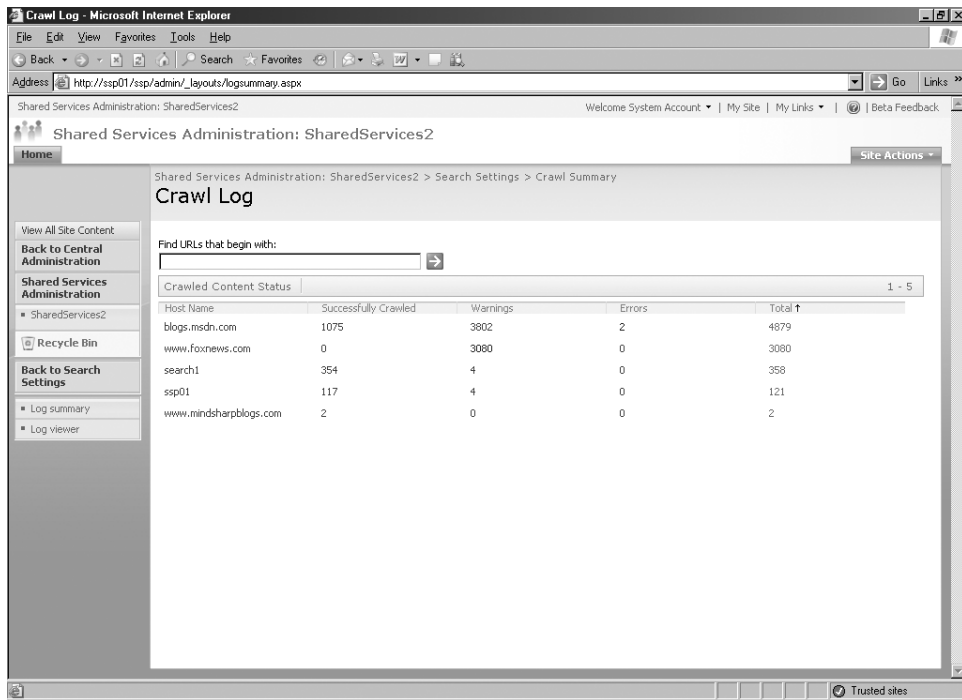 Crawl Log - Microsoft Internet Explorer
File Edit View Favorites Tools Help
Back Search Favorites
Address http://ssp01/ssp/admin/_layouts/logsummary.aspx Go Links »
Shared Services Administration: SharedServices2 Welcome System Account | My Site | My Links | Beta Feedback
Shared Services Administration: SharedServices2
Home Site Actions
Shared Services Administration: SharedServices2 > Search Settings > Crawl Summary
Crawl Log
View All Site Content
Back to Central
Administration
Shared Services
Administration
SharedServices2
Recycle Bin
Back to Search
Settings
Log summary
Log viewer
Find URLs that begin with:
Crawled Content Status 1 - 5
Host Name Successfully Crawled Warnings Errors Total
blogs.msdn.com 1075 3802 2 4879
www.foxnews.com 0 3080 0 3080
search1 354 4 0 358
ssp01 117 4 0 121
www.mindsharpblogs.com 2 0 0 2
Trusted sites